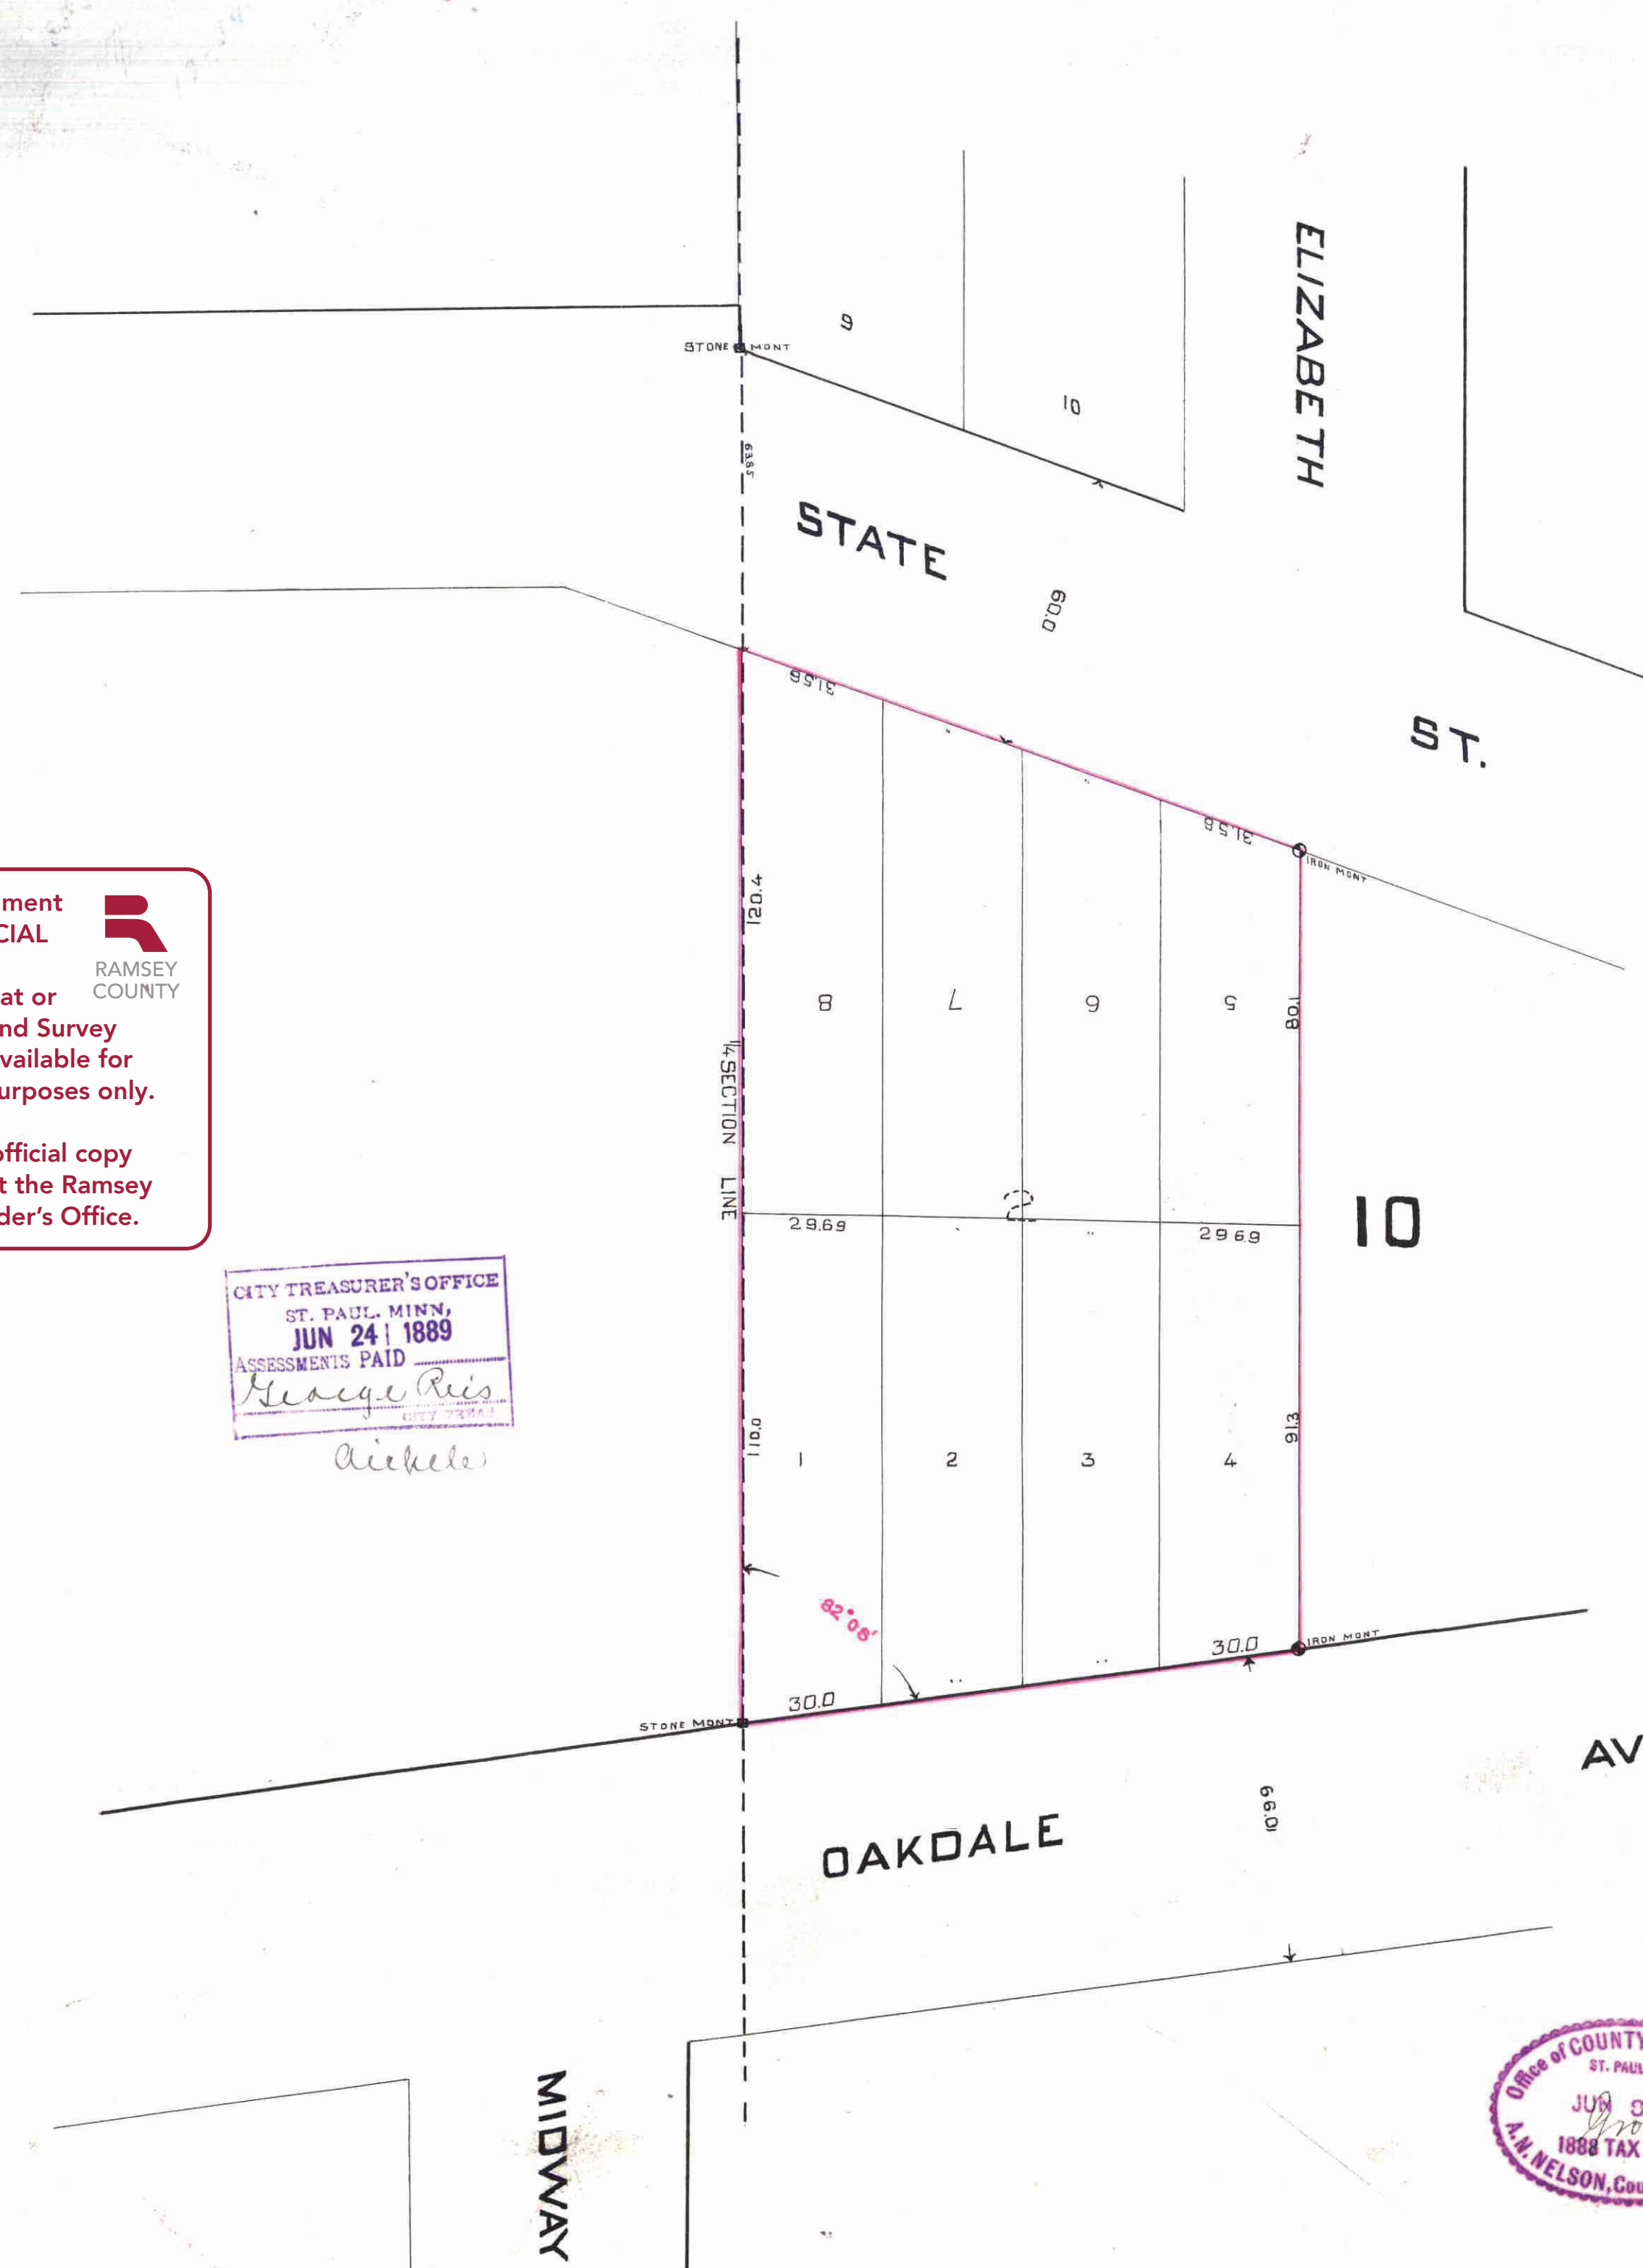 ELIZABETH
9
STONE MONT
10
63.85
STATE
60.0
ST.
31.56
31.56
IRON MONT
120.4
8
7
6
5
80.1
1/4 SECTION LINE
2
29.69
29.69
10
110.0
1
2
3
4
91.3
82°08'
30.0
30.0
IRON MONT
STONE MONT
AV
OAKDALE
66.0
MIDWAY
ment
CIAL
RAMSEY
COUNTY
at or
nd Survey
vailable for
urposes only.
official copy
t the Ramsey
der's Office.
CITY TREASURER'S OFFICE
ST. PAUL. MINN,
JUN 24 1889
ASSESSMENTS PAID
George Reis
CITY TREAS
Office of COUNTY
ST. PAUL
JUN
1888 TAX
A.N. NELSON, Cou